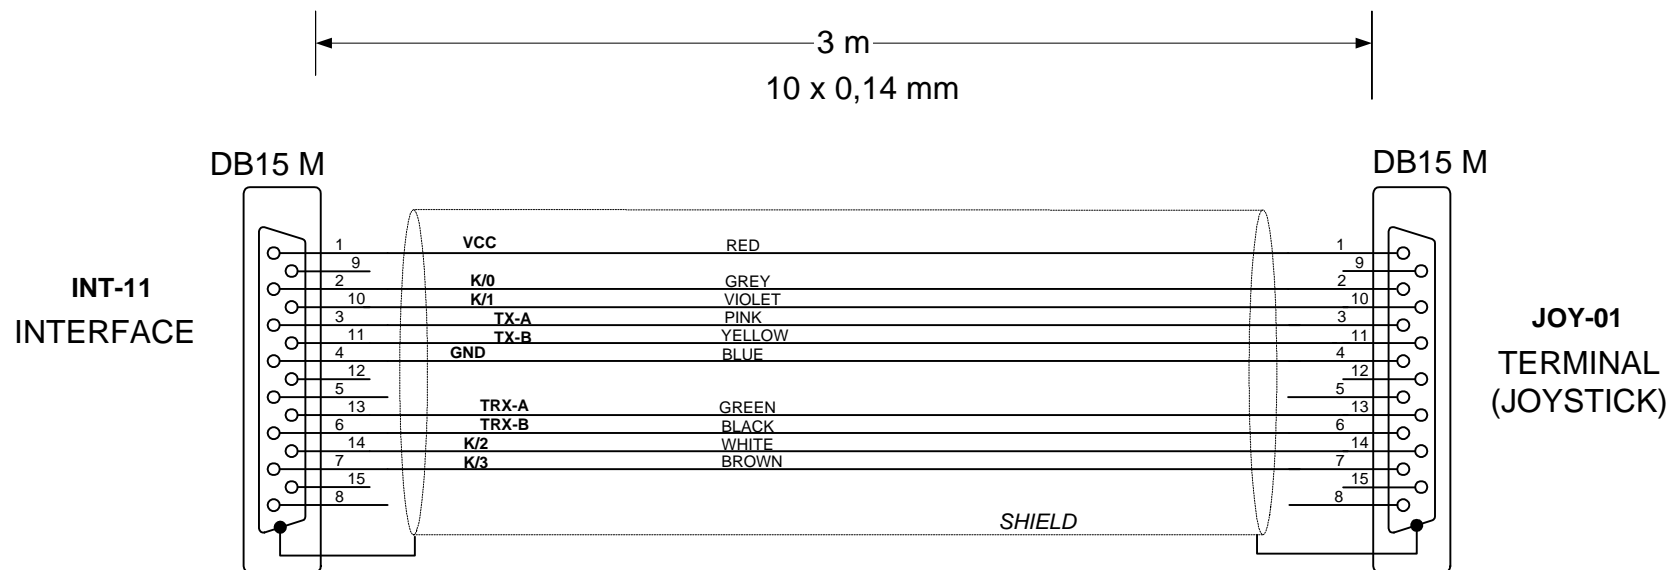 3 m
10 x 0,14 mm
DB15 M
DB15 M
INT-11
INTERFACE
JOY-01
TERMINAL
(JOYSTICK)
1 VCC RED 1
9 9
2 K/0 GREY 2
10 K/1 VIOLET 10
3 TX-A PINK 3
11 TX-B YELLOW 11
4 GND BLUE 4
12 12
5 5
13 TRX-A GREEN 13
6 TRX-B BLACK 6
14 K/2 WHITE 14
7 K/3 BROWN 7
15 15
8 8
SHIELD